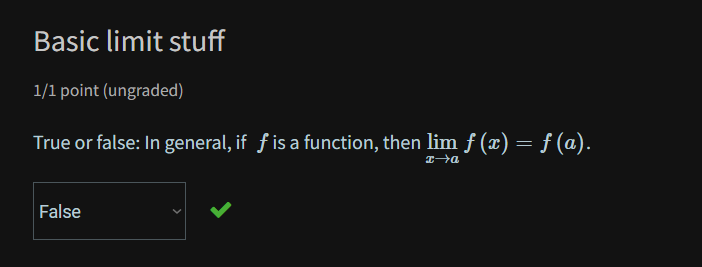 Basic limit stuff
1/1 point (ungraded)
True or false: In general, if f is a function, then lim x→a f(x) = f(a).
False